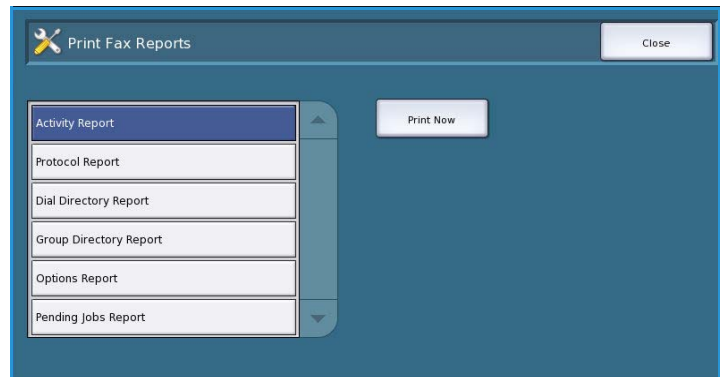 Print Fax Reports
Close
Activity Report
Print Now
Protocol Report
Dial Directory Report
Group Directory Report
Options Report
Pending Jobs Report